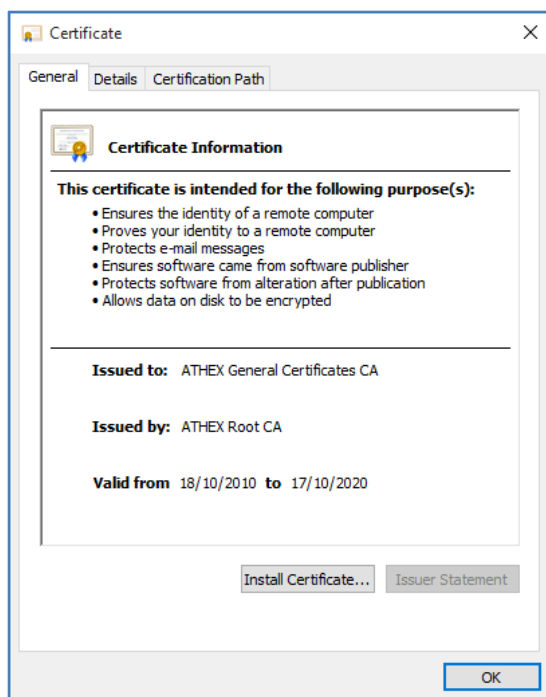 Certificate
General Details Certification Path
Certificate Information
This certificate is intended for the following purpose(s):
• Ensures the identity of a remote computer
• Proves your identity to a remote computer
• Protects e-mail messages
• Ensures software came from software publisher
• Protects software from alteration after publication
• Allows data on disk to be encrypted
Issued to: ATHEX General Certificates CA
Issued by: ATHEX Root CA
Valid from 18/10/2010 to 17/10/2020
Install Certificate... Issuer Statement
OK